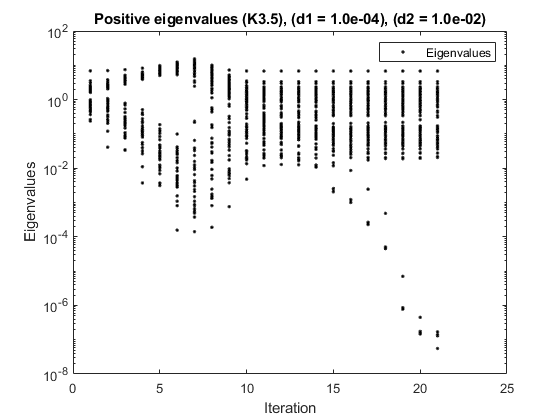 Positive eigenvalues (K3.5), (d1 = 1.0e-04), (d2 = 1.0e-02)
Eigenvalues
10^2
10^0
10^-2
10^-4
10^-6
10^-8
Eigenvalues
0 5 10 15 20 25
Iteration